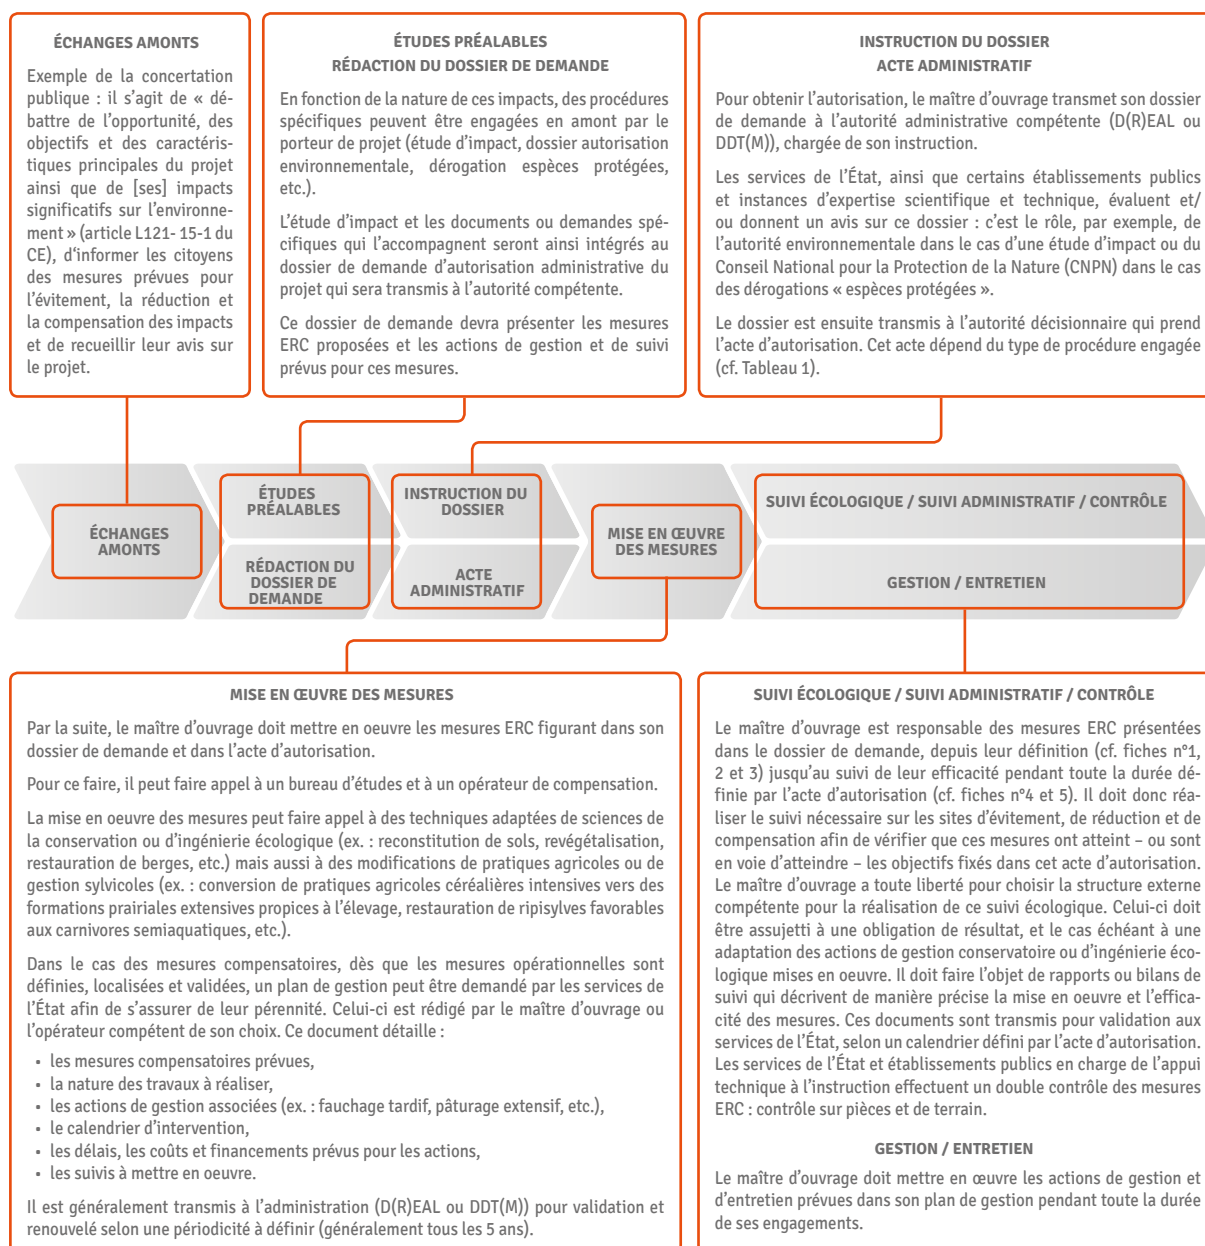 ÉCHANGES AMONTS
Exemple de la concertation
publique : il s’agit de « dé-
battre de l’opportunité, des
objectifs et des caractéris-
tiques principales du projet
ainsi que de [ses] impacts
significatifs sur l’environne-
ment » (article L121- 15-1 du
CE), d‘informer les citoyens
des mesures prévues pour
l’évitement, la réduction et
la compensation des impacts
et de recueillir leur avis sur
le projet.
ÉTUDES PRÉALABLES
RÉDACTION DU DOSSIER DE DEMANDE
En fonction de la nature de ces impacts, des procédures
spécifiques peuvent être engagées en amont par le
porteur de projet (étude d’impact, dossier autorisation
environnementale, dérogation espèces protégées,
etc.).
L’étude d’impact et les documents ou demandes spé-
cifiques qui l’accompagnent seront ainsi intégrés au
dossier de demande d’autorisation administrative du
projet qui sera transmis à l’autorité compétente.
Ce dossier de demande devra présenter les mesures
ERC proposées et les actions de gestion et de suivi
prévus pour ces mesures.
INSTRUCTION DU DOSSIER
ACTE ADMINISTRATIF
Pour obtenir l’autorisation, le maître d’ouvrage transmet son dossier
de demande à l’autorité administrative compétente (D(R)EAL ou
DDT(M)), chargée de son instruction.
Les services de l’État, ainsi que certains établissements publics
et instances d’expertise scientifique et technique, évaluent et/
ou donnent un avis sur ce dossier : c’est le rôle, par exemple, de
l’autorité environnementale dans le cas d’une étude d’impact ou du
Conseil National pour la Protection de la Nature (CNPN) dans le cas
des dérogations « espèces protégées ».
Le dossier est ensuite transmis à l’autorité décisionnaire qui prend
l’acte d’autorisation. Cet acte dépend du type de procédure engagée
(cf. Tableau 1).
ÉCHANGES
AMONTS
ÉTUDES
PRÉALABLES
RÉDACTION DU
DOSSIER DE
DEMANDE
INSTRUCTION DU
DOSSIER
ACTE
ADMINISTRATIF
MISE EN ŒUVRE
DES MESURES
SUIVI ÉCOLOGIQUE / SUIVI ADMINISTRATIF / CONTRÔLE
GESTION / ENTRETIEN
MISE EN ŒUVRE DES MESURES
Par la suite, le maître d’ouvrage doit mettre en oeuvre les mesures ERC figurant dans son
dossier de demande et dans l’acte d’autorisation.
Pour ce faire, il peut faire appel à un bureau d’études et à un opérateur de compensation.
La mise en oeuvre des mesures peut faire appel à des techniques adaptées de sciences de
la conservation ou d’ingénierie écologique (ex. : reconstitution de sols, revégétalisation,
restauration de berges, etc.) mais aussi à des modifications de pratiques agricoles ou de
gestion sylvicoles (ex. : conversion de pratiques agricoles céréalières intensives vers des
formations prairiales extensives propices à l’élevage, restauration de ripisylves favorables
aux carnivores semiaquatiques, etc.).
Dans le cas des mesures compensatoires, dès que les mesures opérationnelles sont
définies, localisées et validées, un plan de gestion peut être demandé par les services de
l’État afin de s’assurer de leur pérennité. Celui-ci est rédigé par le maître d’ouvrage ou
l’opérateur compétent de son choix. Ce document détaille :
• les mesures compensatoires prévues,
• la nature des travaux à réaliser,
• les actions de gestion associées (ex. : fauchage tardif, pâturage extensif, etc.),
• le calendrier d’intervention,
• les délais, les coûts et financements prévus pour les actions,
• les suivis à mettre en oeuvre.
Il est généralement transmis à l’administration (D(R)EAL ou DDT(M)) pour validation et
renouvelé selon une périodicité à définir (généralement tous les 5 ans).
SUIVI ÉCOLOGIQUE / SUIVI ADMINISTRATIF / CONTRÔLE
Le maître d’ouvrage est responsable des mesures ERC présentées
dans le dossier de demande, depuis leur définition (cf. fiches n°1,
2 et 3) jusqu’au suivi de leur efficacité pendant toute la durée dé-
finie par l’acte d’autorisation (cf. fiches n°4 et 5). Il doit donc réa-
liser le suivi nécessaire sur les sites d’évitement, de réduction et de
compensation afin de vérifier que ces mesures ont atteint – ou sont
en voie d’atteindre – les objectifs fixés dans cet acte d’autorisation.
Le maître d’ouvrage a toute liberté pour choisir la structure externe
compétente pour la réalisation de ce suivi écologique. Celui-ci doit
être assujetti à une obligation de résultat, et le cas échéant à une
adaptation des actions de gestion conservatoire ou d’ingénierie éco-
logique mises en oeuvre. Il doit faire l’objet de rapports ou bilans de
suivi qui décrivent de manière précise la mise en oeuvre et l’effica-
cité des mesures. Ces documents sont transmis pour validation aux
services de l’État, selon un calendrier défini par l’acte d’autorisation.
Les services de l’État et établissements publics en charge de l’appui
technique à l’instruction effectuent un double contrôle des mesures
ERC : contrôle sur pièces et de terrain.
GESTION / ENTRETIEN
Le maître d’ouvrage doit mettre en œuvre les actions de gestion et
d’entretien prévues dans son plan de gestion pendant toute la durée
de ses engagements.